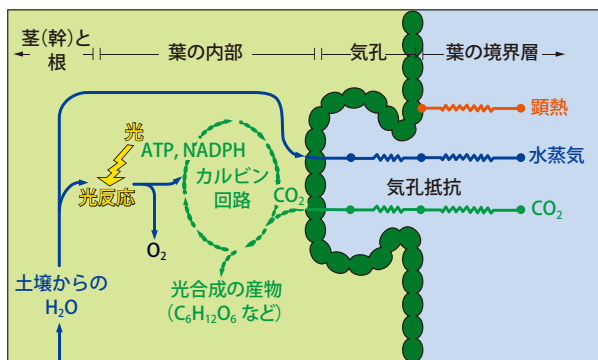 茎(幹)と
根
葉の内部
気孔
葉の境界層
顕熱
光
ATP, NADPH
カルビン
回路
水蒸気
光反応
気孔抵抗
CO2
CO2
O2
土壌からの
H2O
光合成の産物
(C6H12O6 など)